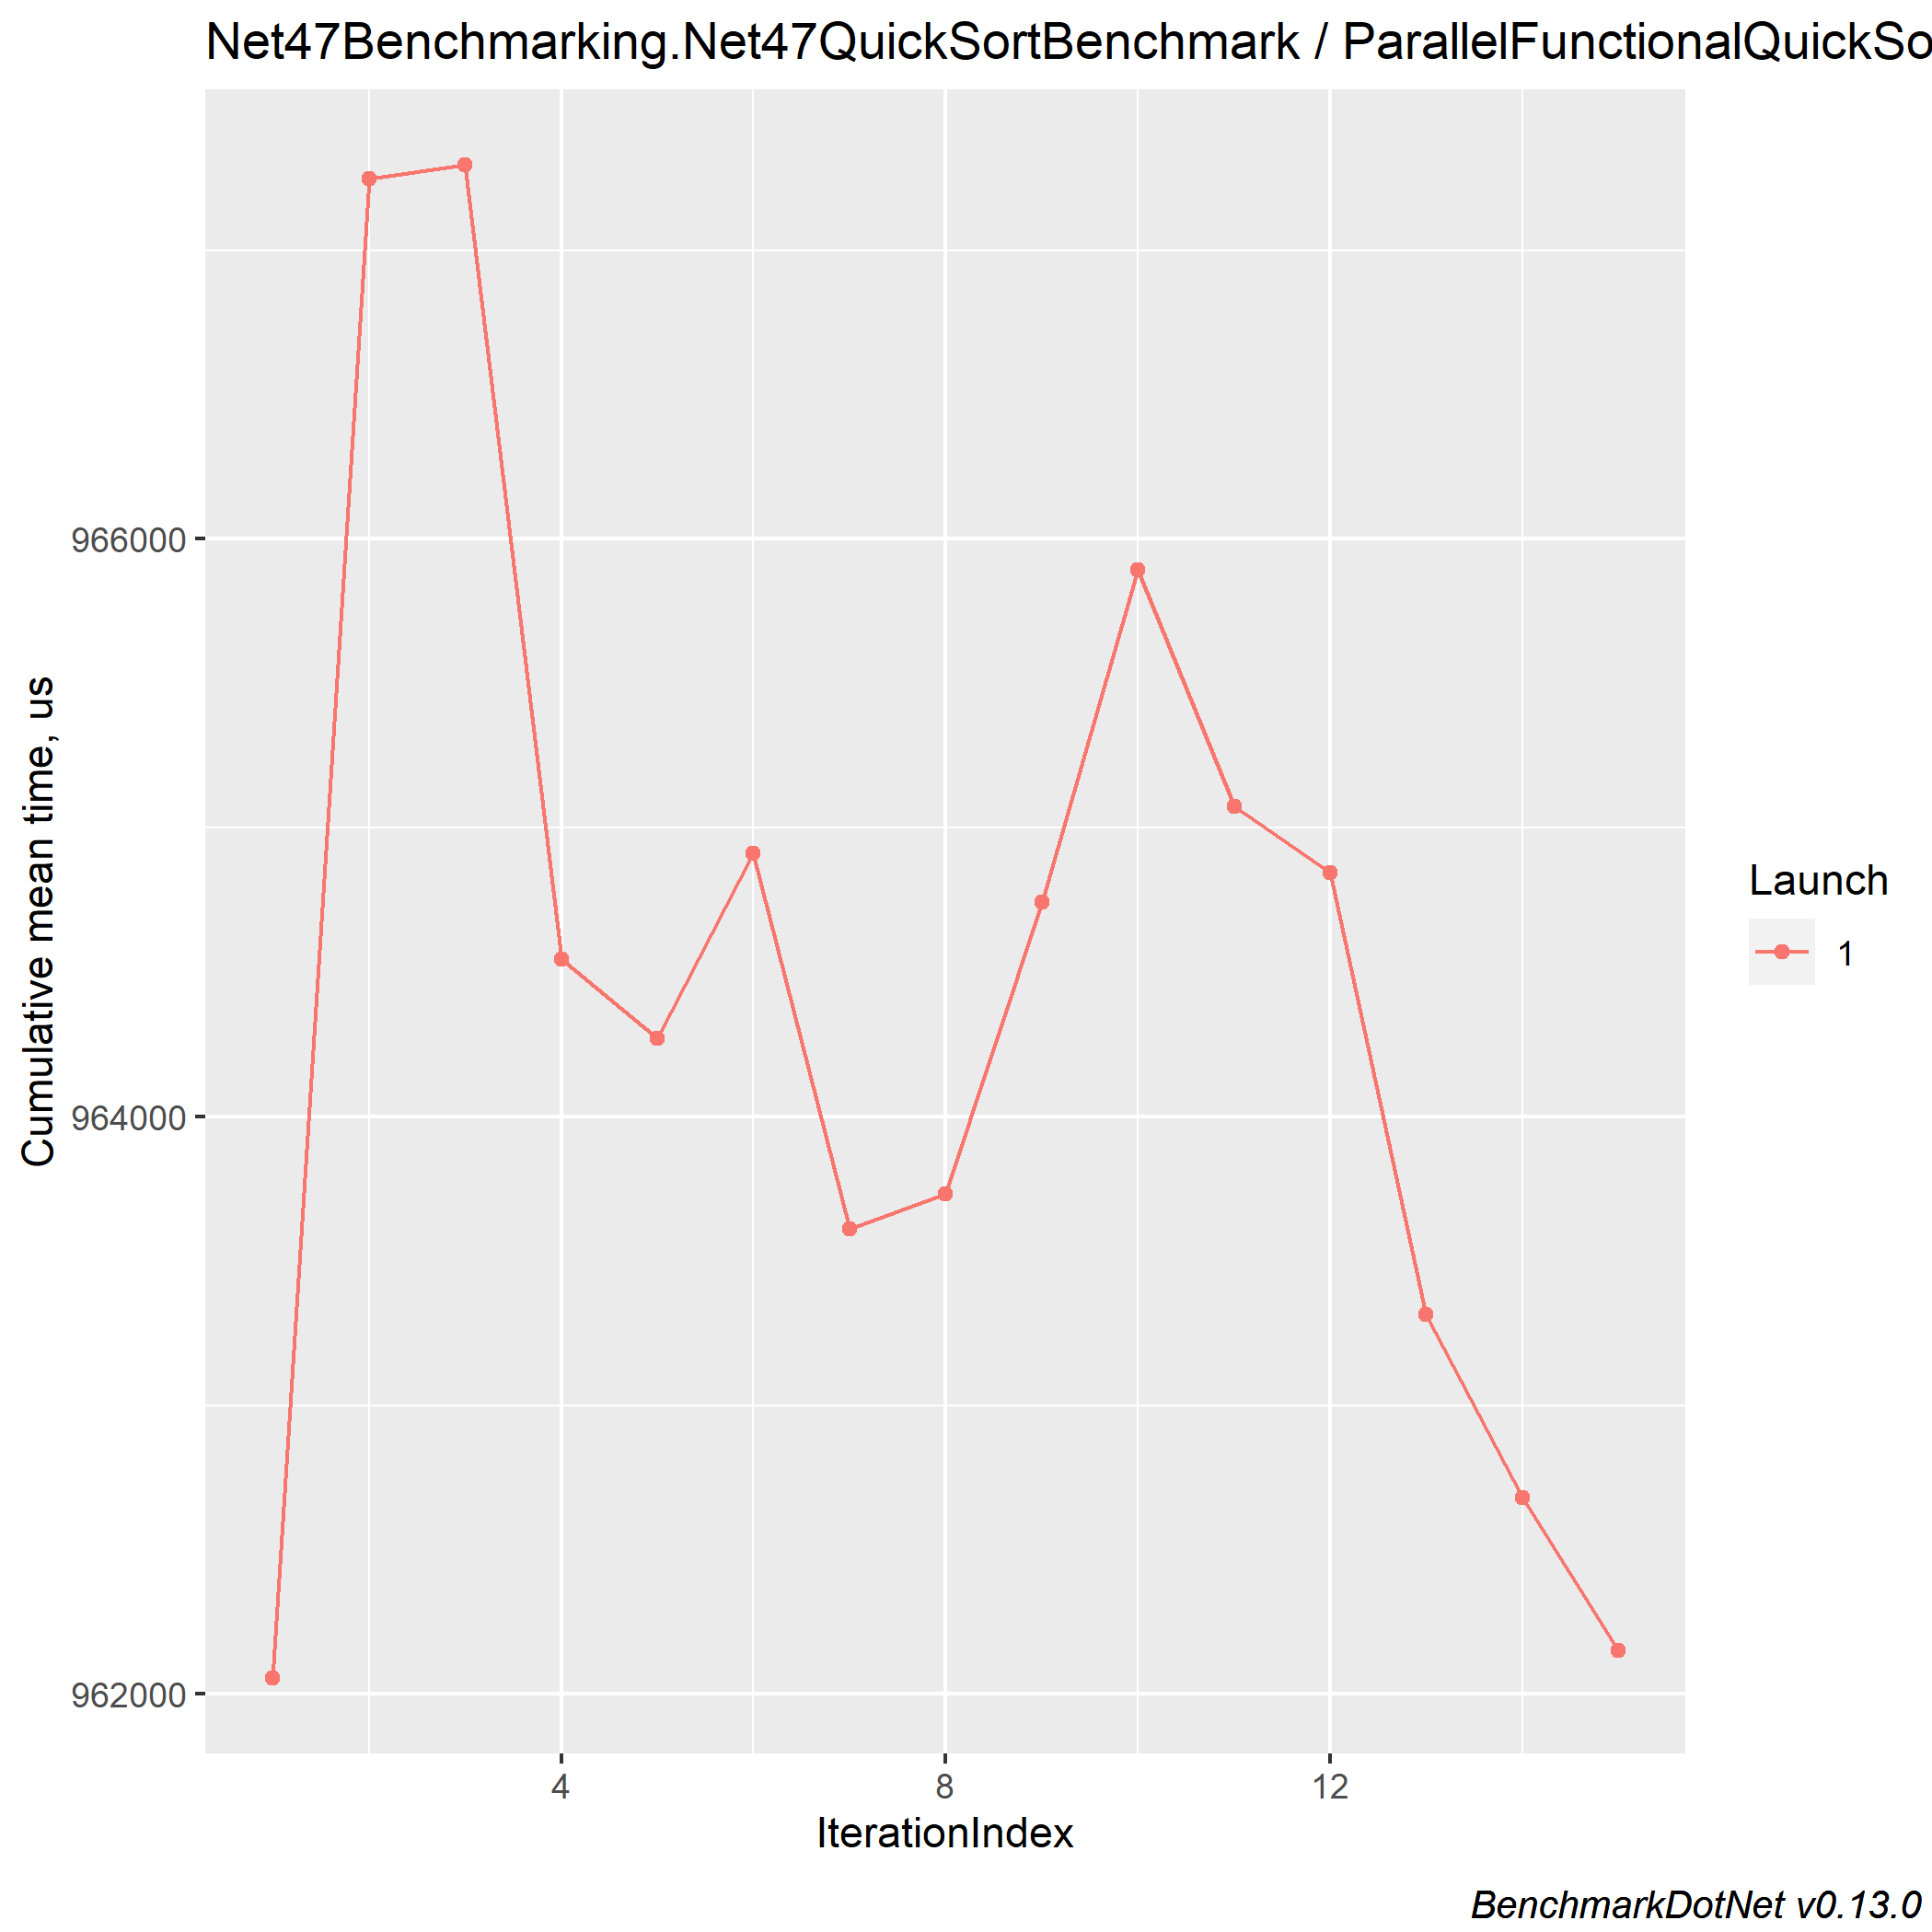 Net47Benchmarking.Net47QuickSortBenchmark / ParallelFunctionalQuickSo
Cumulative mean time, us
966000
964000
962000
4
8
12
IterationIndex
Launch
1
BenchmarkDotNet v0.13.0